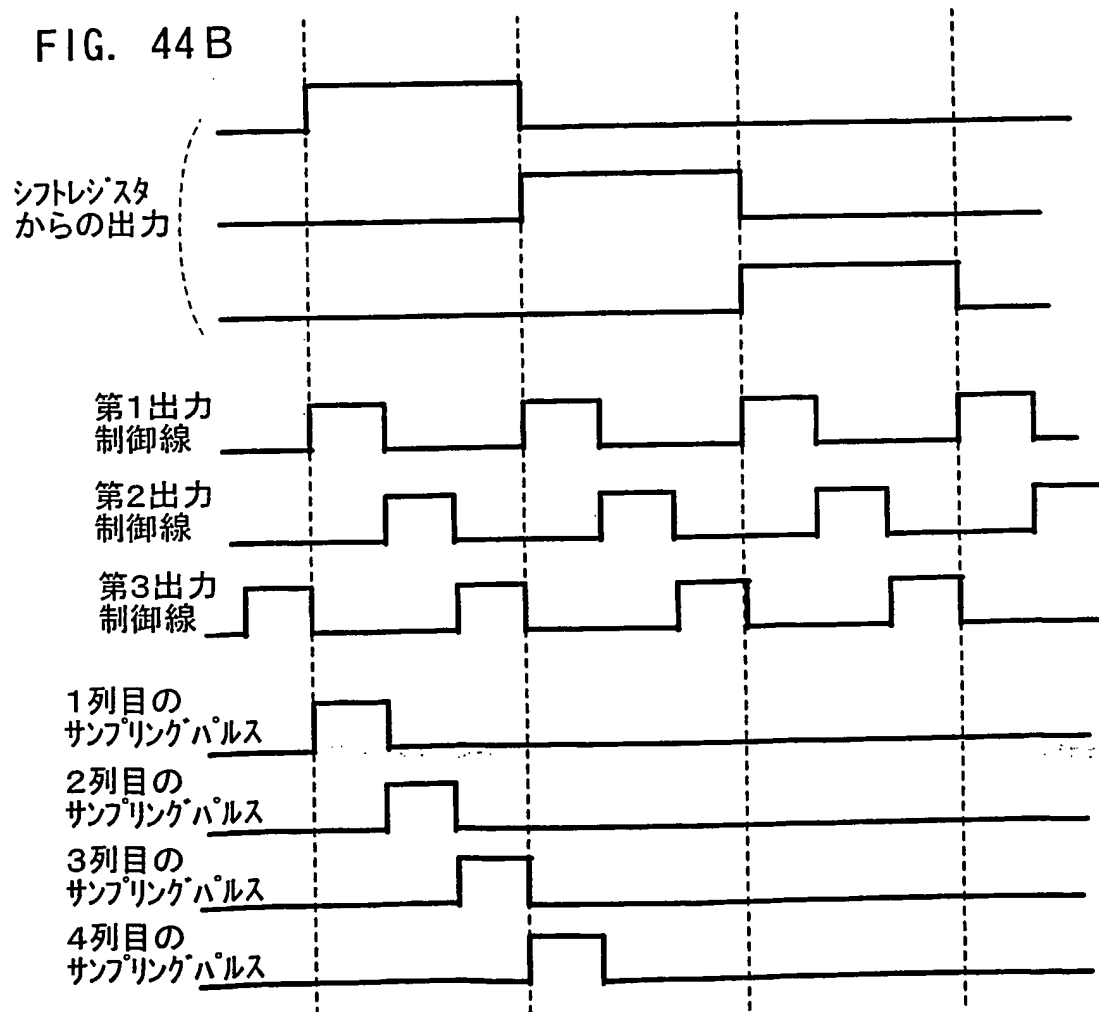 FIG. 44B
シフトレジスタ
からの出力
第1出力
制御線
第2出力
制御線
第3出力
制御線
1列目の
サンプリングパルス
2列目の
サンプリングパルス
3列目の
サンプリングパルス
4列目の
サンプリングパルス